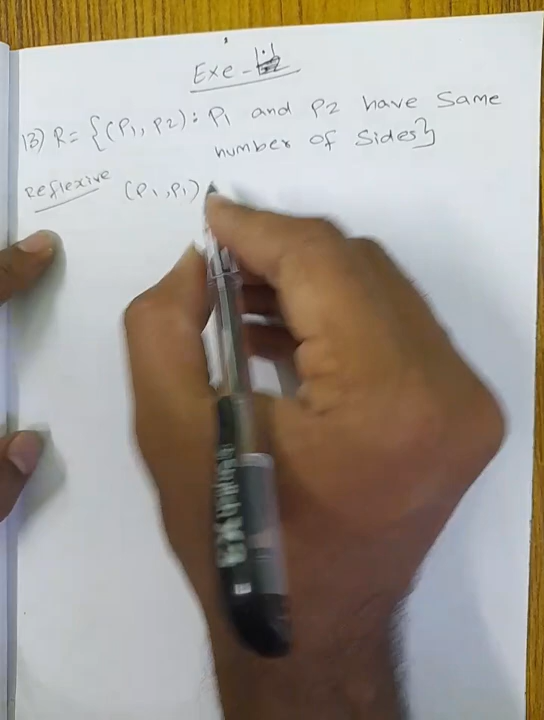 Exe -
13) R = {(P1, P2): P1 and P2 have same
number of sides}
Reflexive (P1, P1)